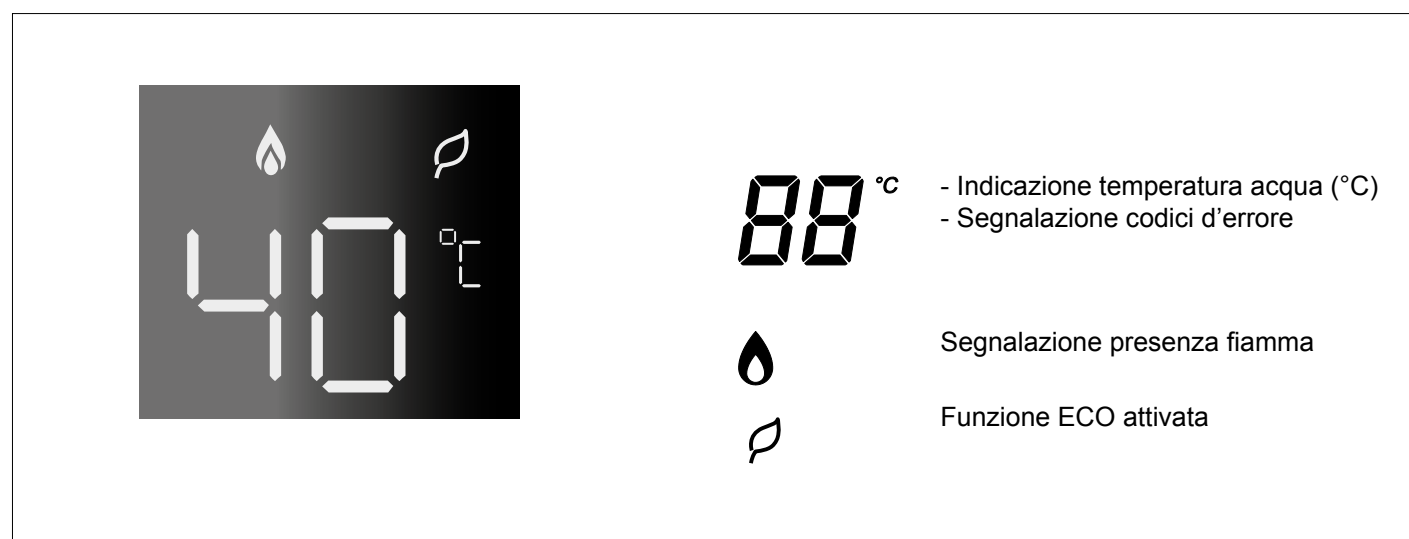 40 °C
88 °C
- Indicazione temperatura acqua (°C)
- Segnalazione codici d’errore
Segnalazione presenza fiamma
Funzione ECO attivata